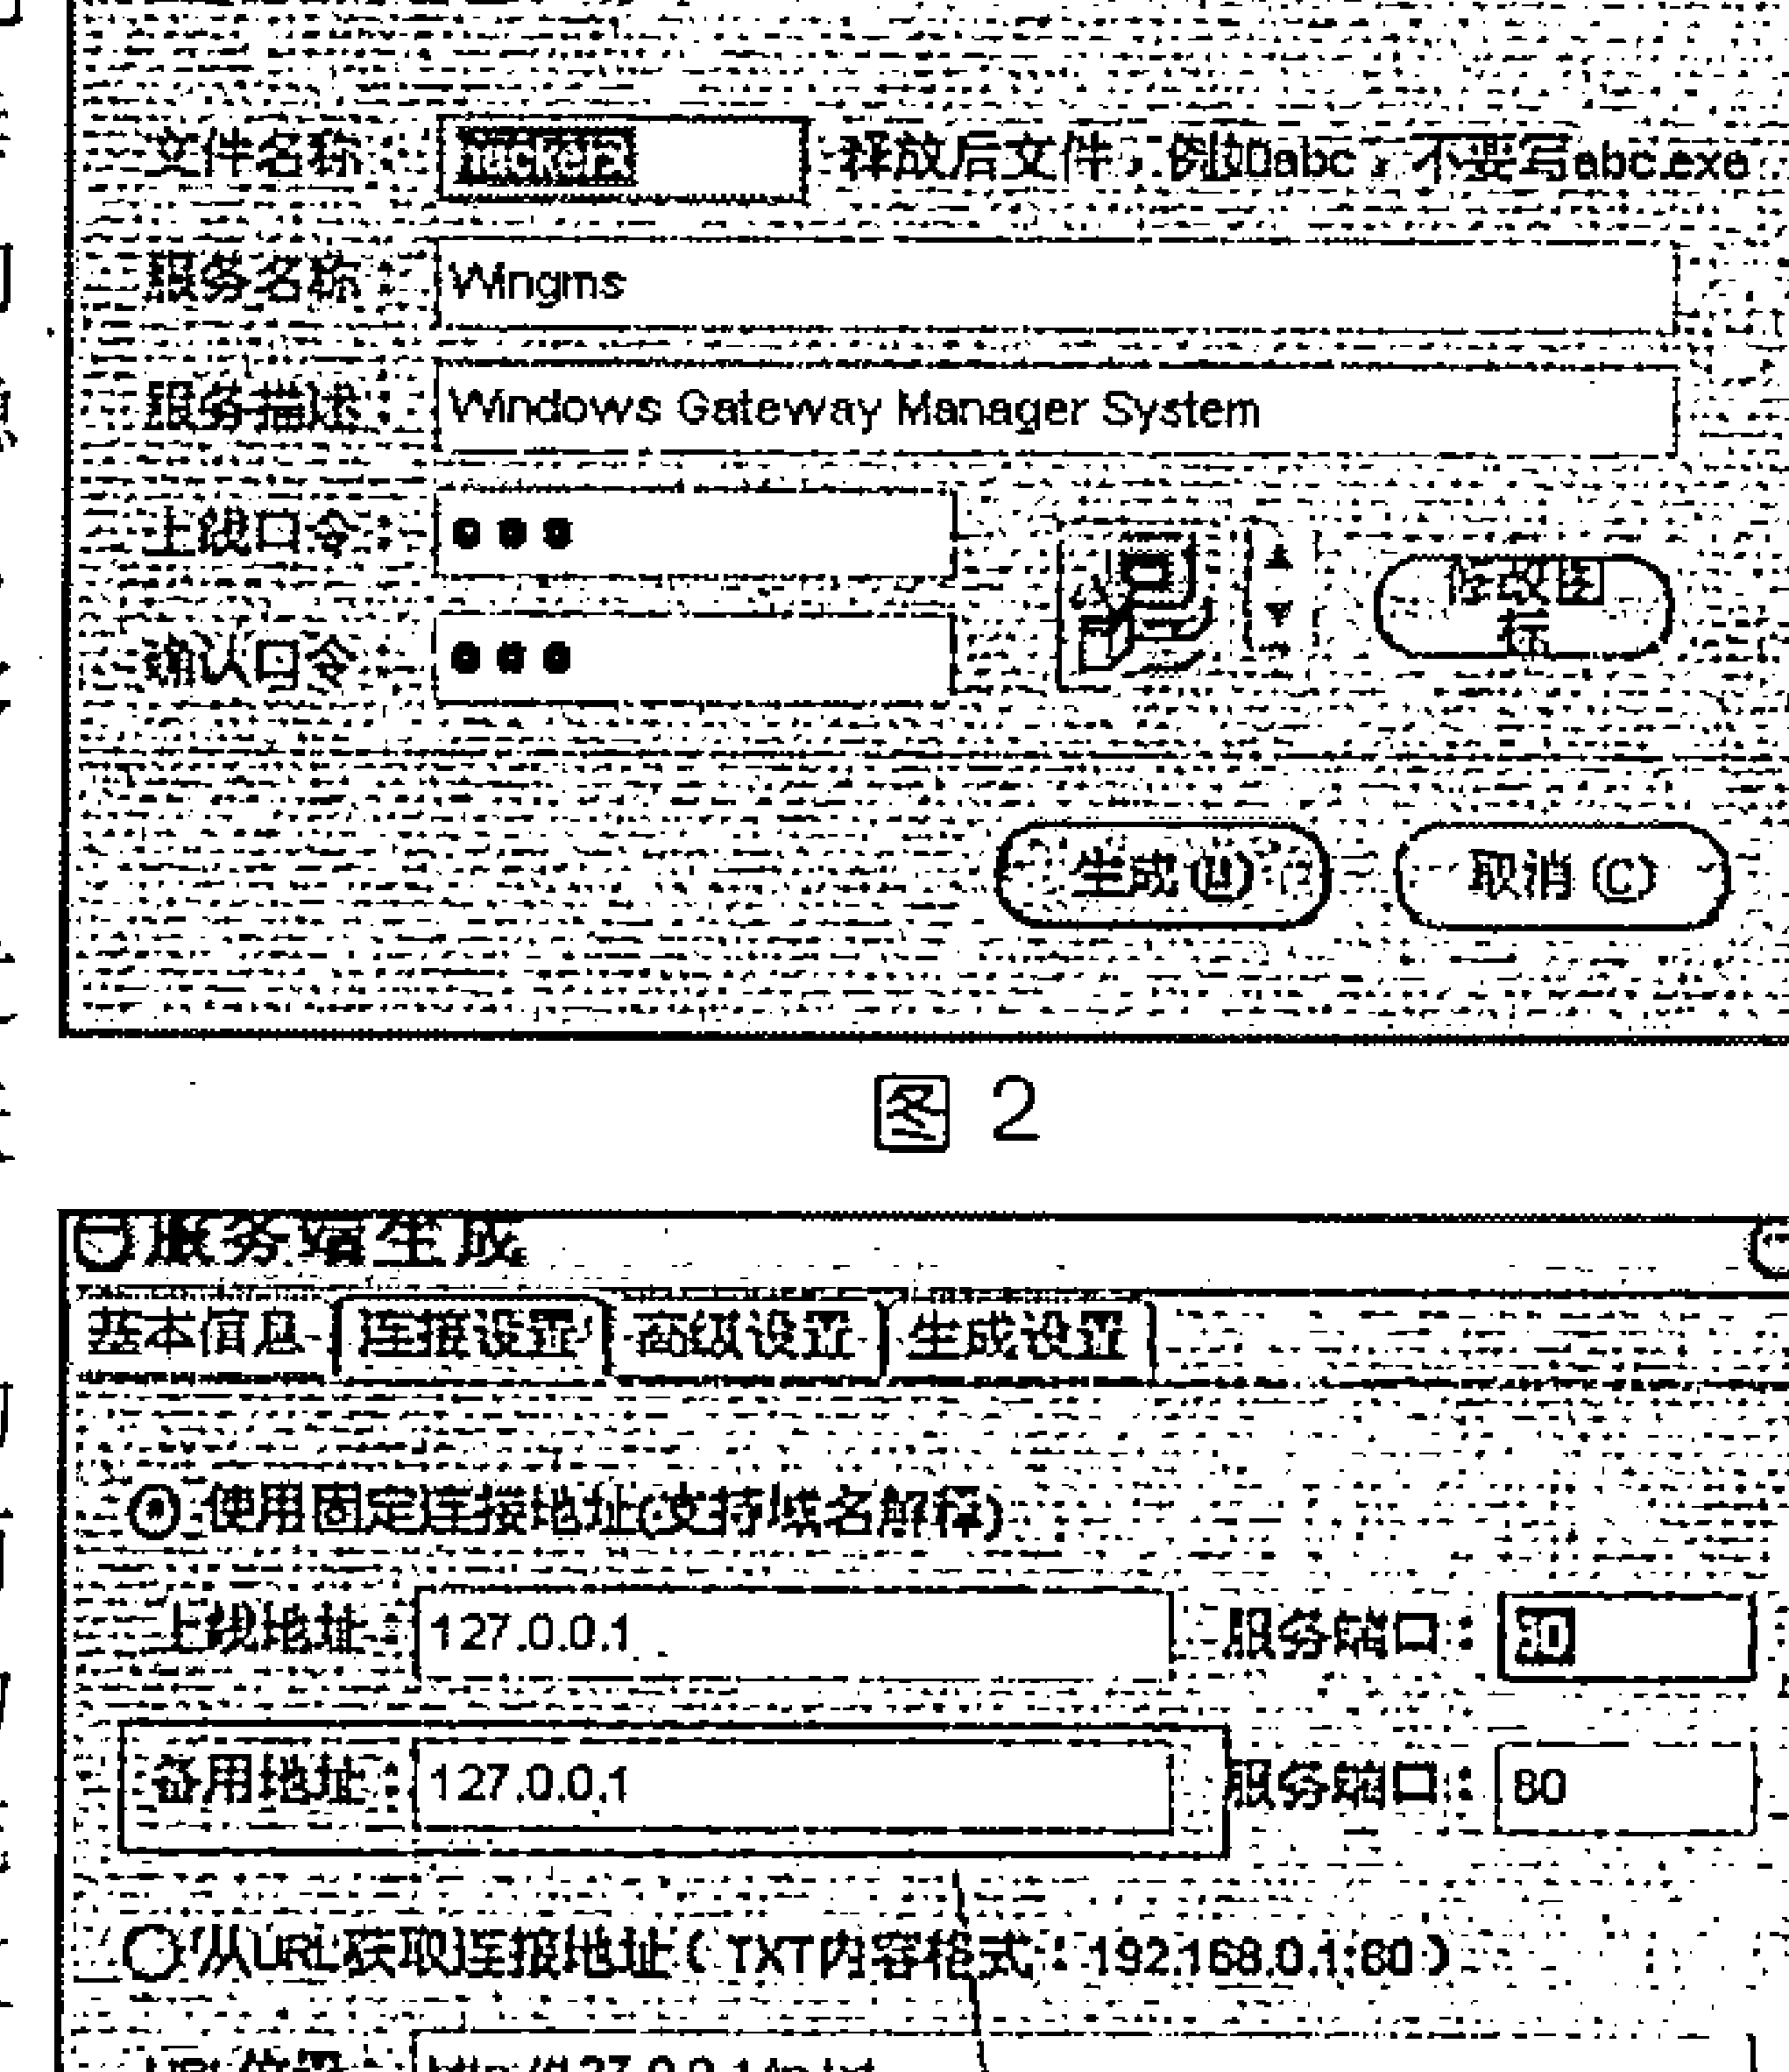 文件名称： huckerz 释放后文件，例如abc，不要写abc.exe
服务名称： Wingms
服务描述： Windows Gateway Manager System
上线口令： ●●●
确认口令： ●●●
修改图标
生成(U) 取消(C)
图 2
服务端生成
基本信息 连接设置 高级设置 生成设置
使用固定连接地址(支持域名解释)
上线地址： 127.0.0.1 服务端口： 80
备用地址： 127.0.0.1 服务端口： 80
从URL获取连接地址（TXT内容格式：192.168.0.1:80）